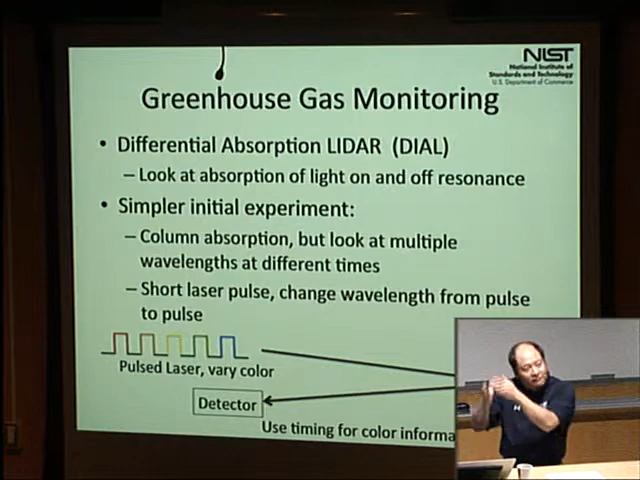 NIST
National Institute of
Standards and Technology
U.S. Department of Commerce
Greenhouse Gas Monitoring
• Differential Absorption LIDAR (DIAL)
– Look at absorption of light on and off resonance
• Simpler initial experiment:
– Column absorption, but look at multiple
wavelengths at different times
– Short laser pulse, change wavelength from pulse
to pulse
Pulsed Laser, vary color
Detector
Use timing for color informa